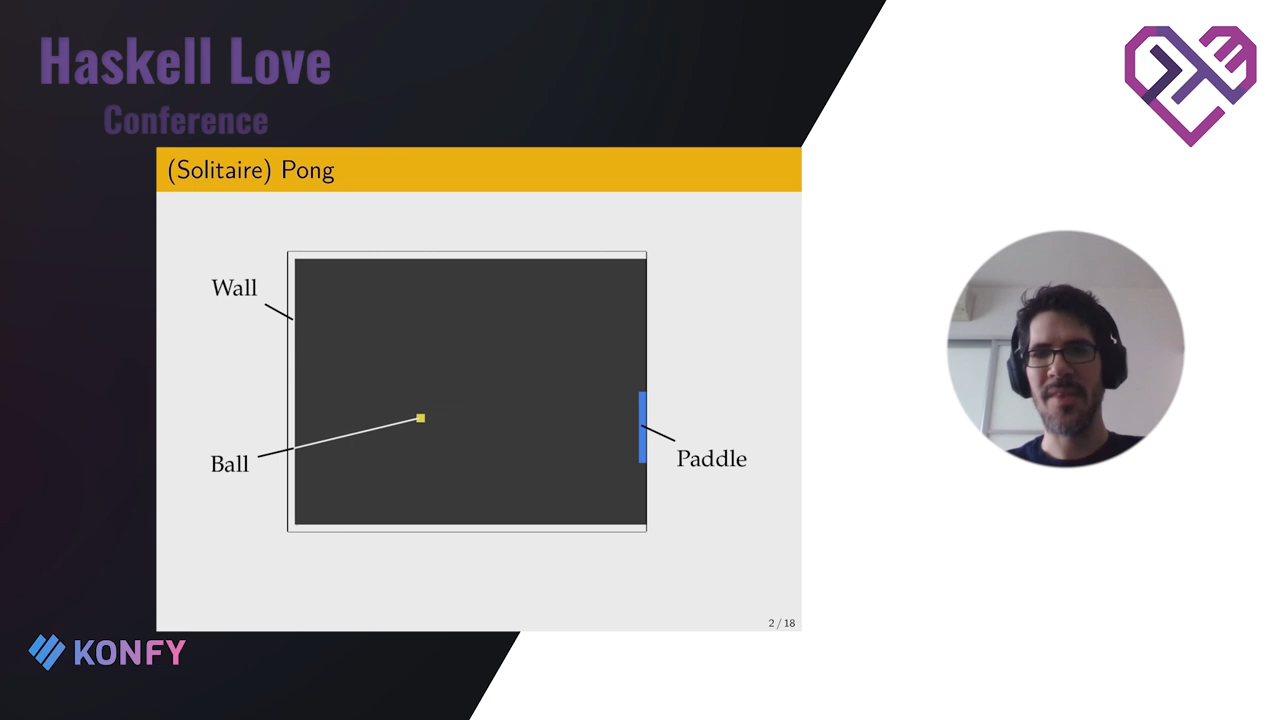 Haskell Love
Conference
(Solitaire) Pong
Wall
Ball
Paddle
2 / 18
KONFY